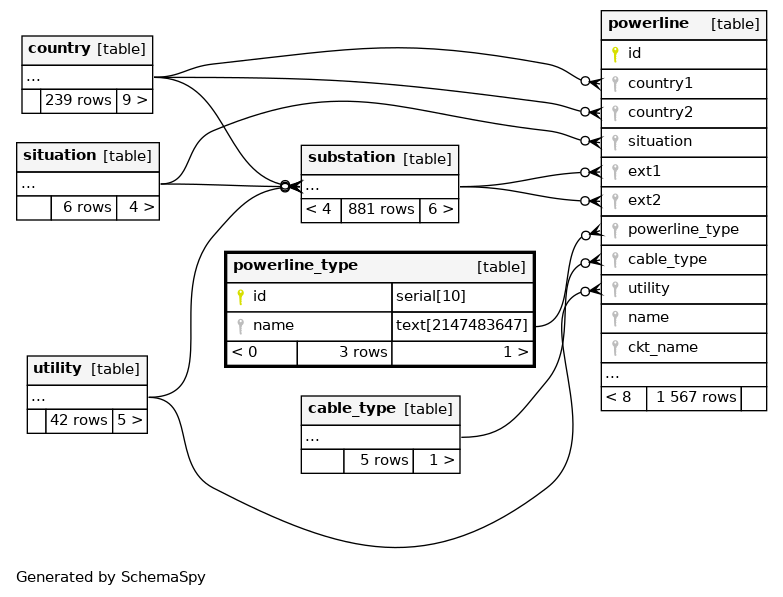 country [table]
...
239 rows 9 >
situation [table]
...
6 rows 4 >
utility [table]
...
42 rows 5 >
substation [table]
...
< 4 881 rows 6 >
powerline_type [table]
id serial[10]
name text[2147483647]
< 0 3 rows 1 >
cable_type [table]
...
5 rows 1 >
powerline [table]
id
country1
country2
situation
ext1
ext2
powerline_type
cable_type
utility
name
ckt_name
...
< 8 1 567 rows
Generated by SchemaSpy